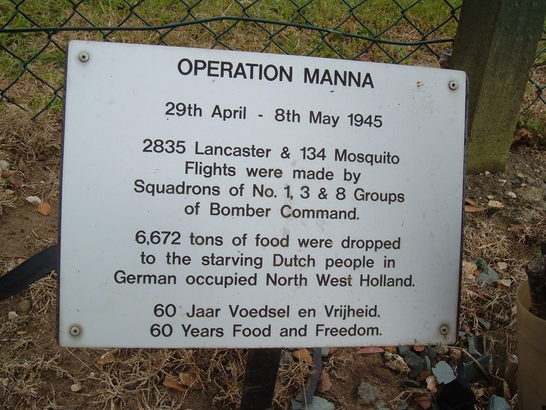 OPERATION MANNA
29th April - 8th May 1945
2835 Lancaster & 134 Mosquito
Flights were made by
Squadrons of No. 1, 3 & 8 Groups
of Bomber Command.
6,672 tons of food were dropped
to the starving Dutch people in
German occupied North West Holland.
60 Jaar Voedsel en Vrijheid.
60 Years Food and Freedom.